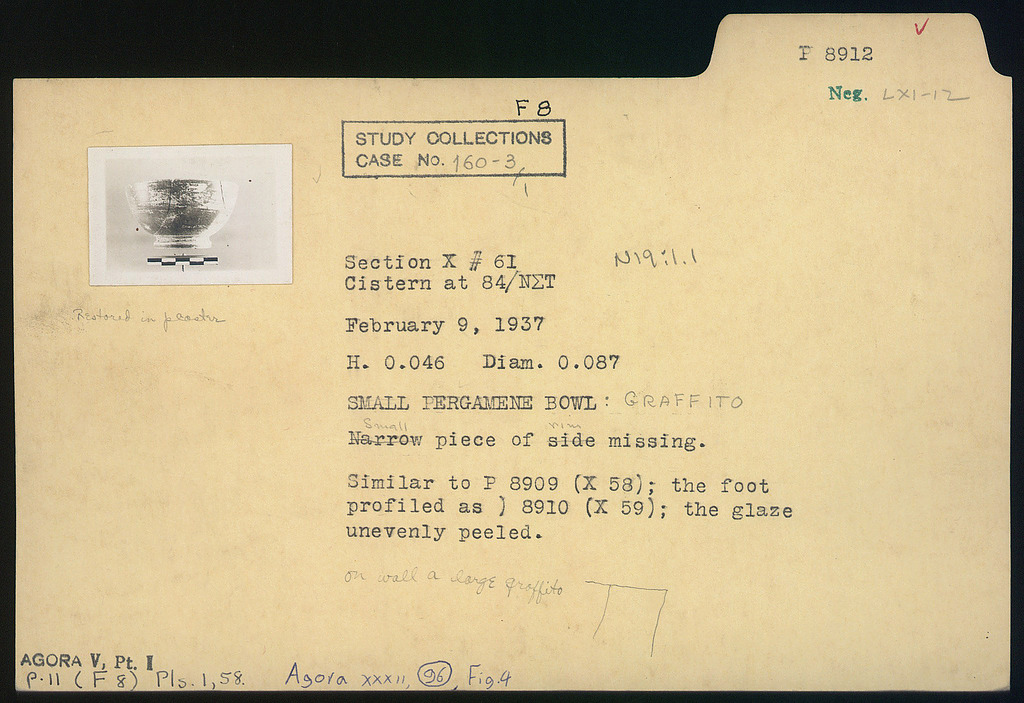 P 8912
Neg. LXI-12
F 8
STUDY COLLECTIONS
CASE No. 160-3/1
Restored in plaster
Section X # 61
N19:1.1
Cistern at 84/ΝΣΤ
February 9, 1937
H. 0.046 Diam. 0.087
SMALL PERGAMENE BOWL: GRAFFITO
Small rim
Narrow piece of side missing.
Similar to P 8909 (X 58); the foot
profiled as ) 8910 (X 59); the glaze
unevenly peeled.
on wall a large graffito
AGORA V, Pt. I
P.11 (F 8) Pls. 1, 58.
Agora XXXII, 96, Fig. 4